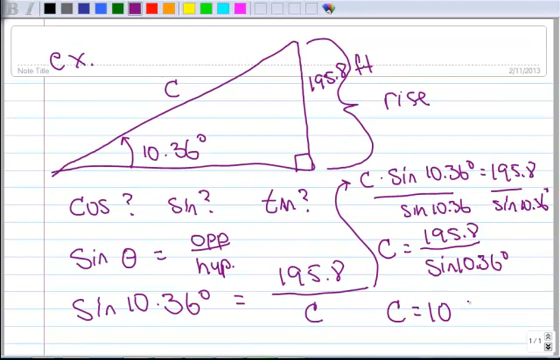 B I
Note Title
2/11/2013
ex.
C
195.8 ft
rise
10.36°
cos? sin? tan?
sin θ = opp / hyp.
sin 10.36° = 195.8 / C
C · sin 10.36° / sin 10.36 = 195.8 / sin 10.36°
C = 195.8 / sin 10.36°
C = 10
1/1